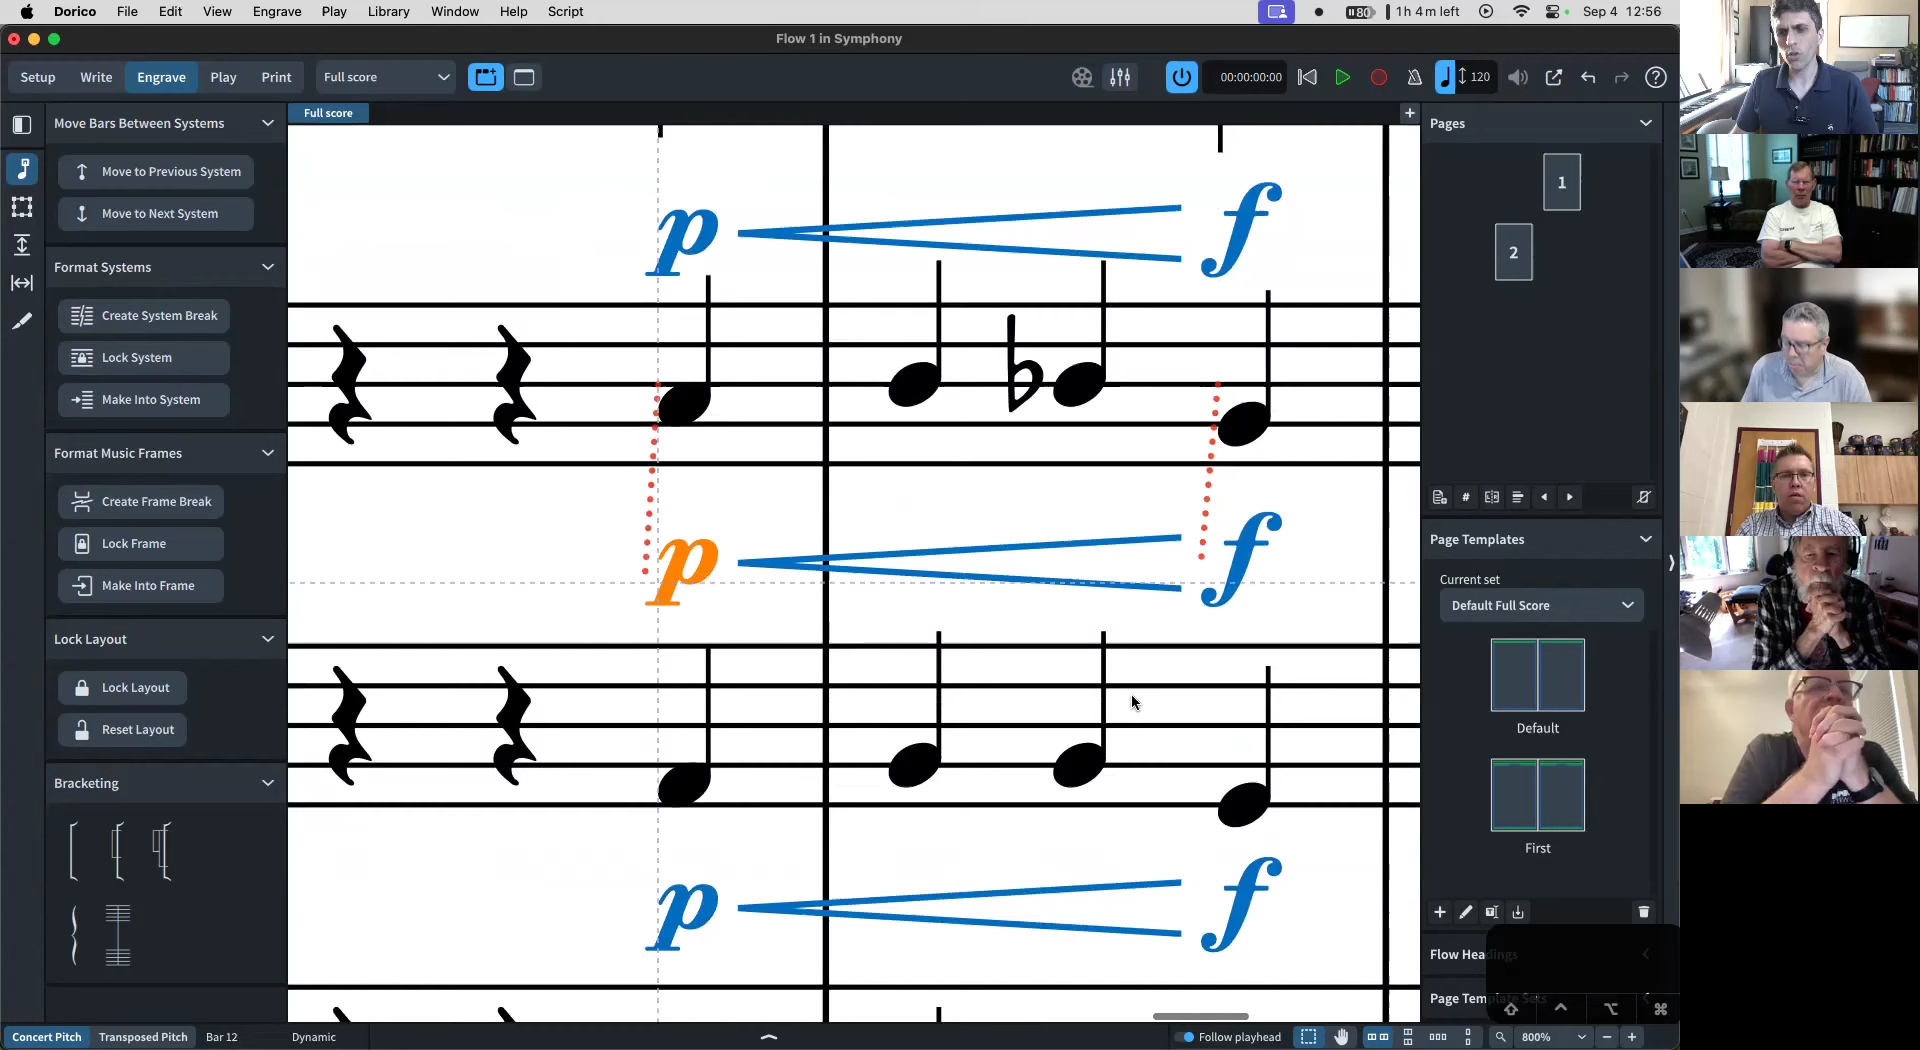 Dorico File Edit View Engrave Play Library Window Help Script
80 1h 4m left Sep 4 12:56
Flow 1 in Symphony
Setup Write Engrave Play Print Full score
00:00:00:00 120
Move Bars Between Systems
Move to Previous System
Move to Next System
Format Systems
Create System Break
Lock System
Make Into System
Format Music Frames
Create Frame Break
Lock Frame
Make Into Frame
Lock Layout
Lock Layout
Reset Layout
Bracketing
Full score
p f
p f
p f
Pages
1
2
Page Templates
Current set
Default Full Score
Default
First
Flow Headings
Page Template Sets
Concert Pitch Transposed Pitch Bar 12 Dynamic
Follow playhead 800%